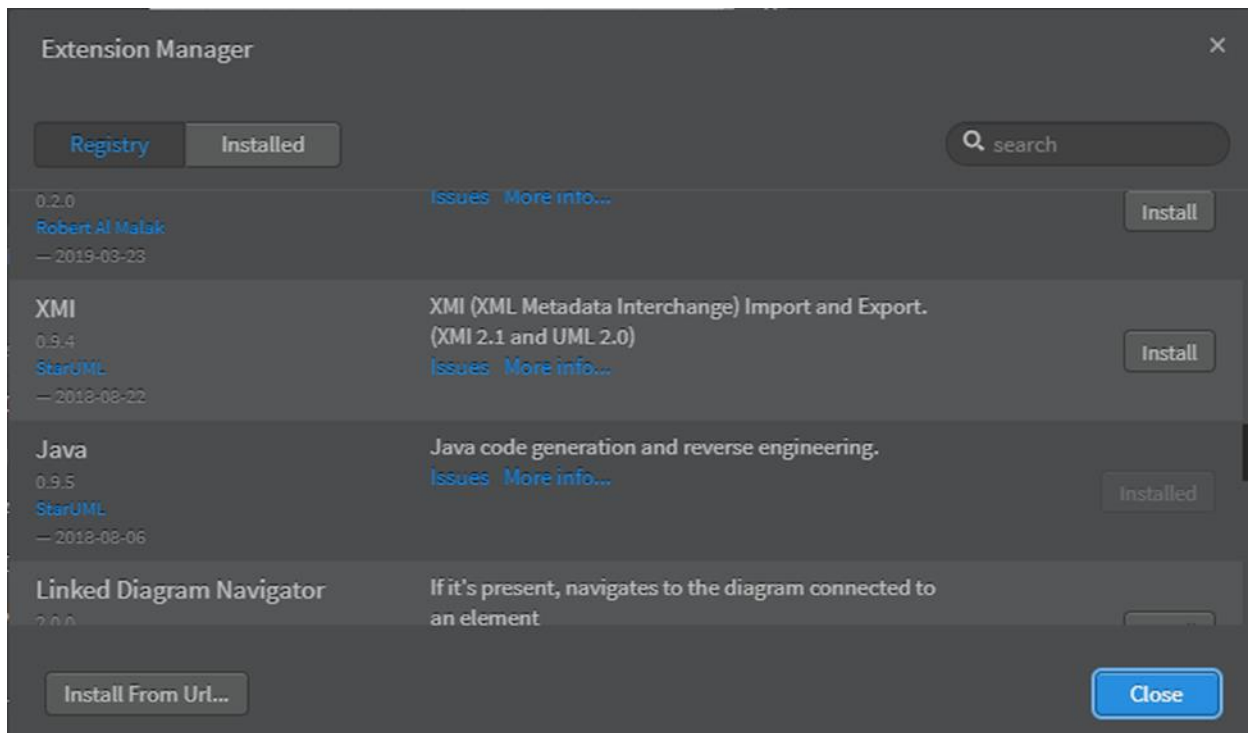 Extension Manager
×
Registry Installed
search
0.2.0 Issues More info... Install
Robert Al Malak
— 2019-03-23
XMI XMI (XML Metadata Interchange) Import and Export.
0.9.4 (XMI 2.1 and UML 2.0) Install
StarUML Issues More info...
— 2018-08-22
Java Java code generation and reverse engineering.
0.9.5 Issues More info... Installed
StarUML
— 2018-08-06
Linked Diagram Navigator If it's present, navigates to the diagram connected to
2.0.0 an element
Install From Url... Close